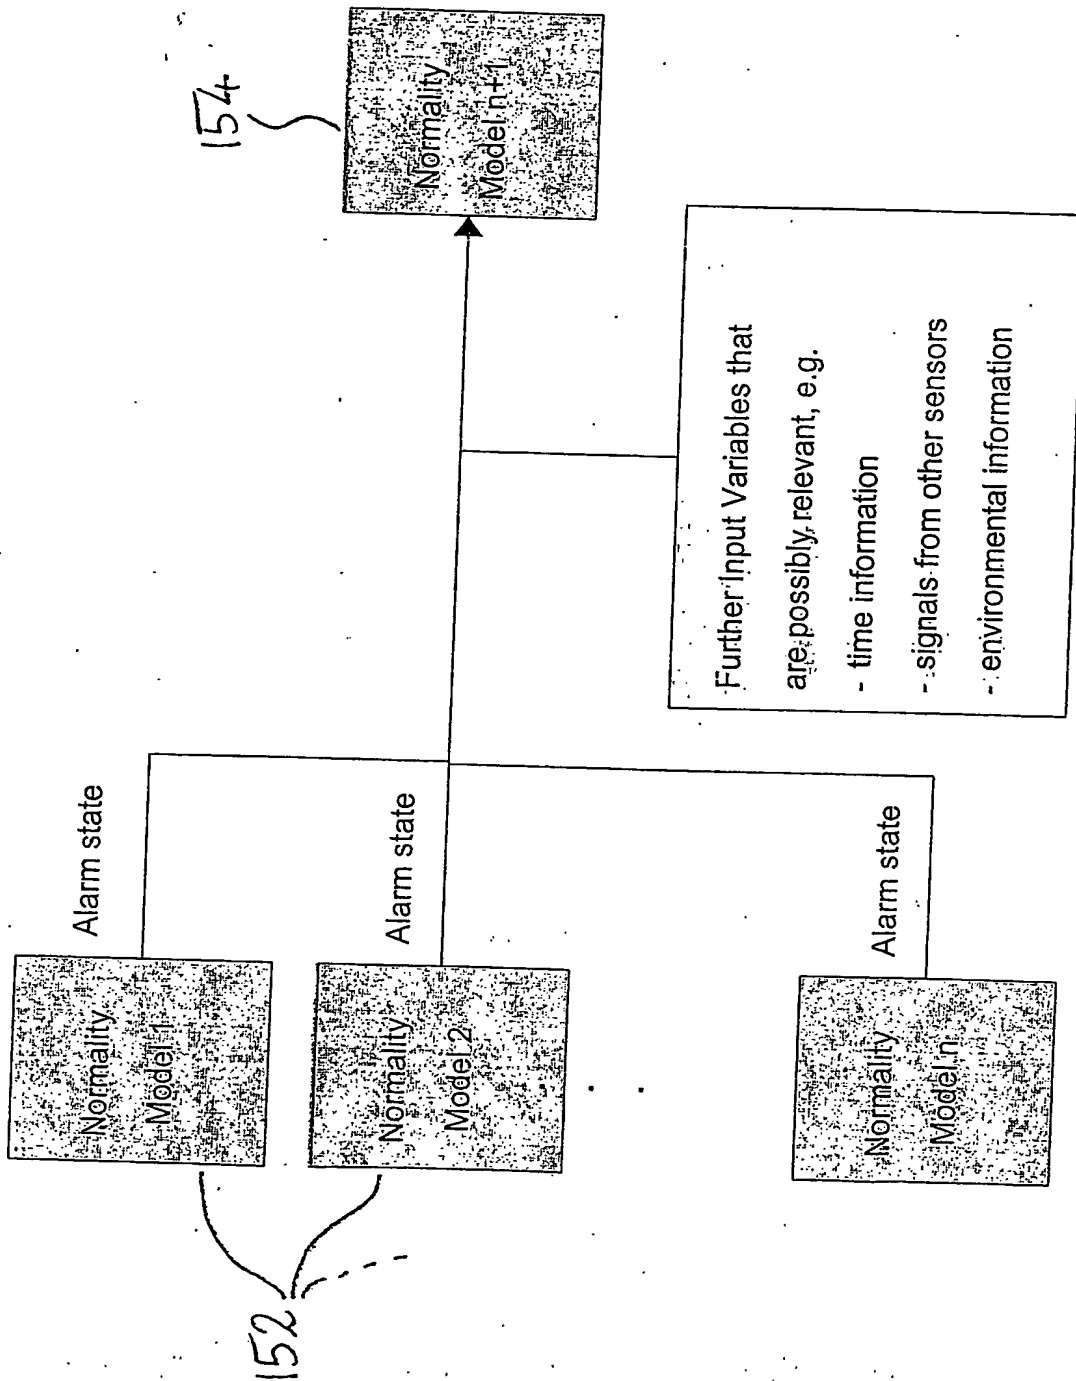 152
Normality
Model 1
Alarm state
Normality
Model 2
Alarm state
Normality
Model n
Alarm state
Further Input Variables that
are possibly relevant, e.g.
- time information
- signals from other sensors
- environmental information
154
Normality
Model n+1